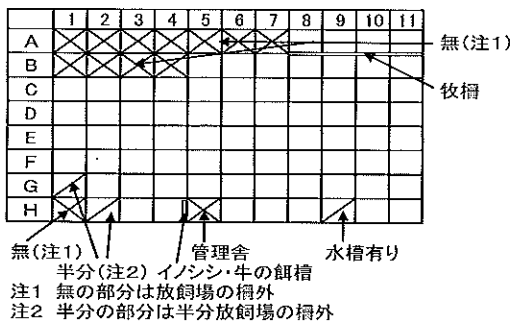 1 2 3 4 5 6 7 8 9 10 11
A
無(注1)
B
牧柵
C
D
E
F
G
H
無(注1)
管理舎
水槽有り
半分(注2) イノシシ・牛の餌槽
注1 無の部分は放飼場の柵外
注2 半分の部分は半分放飼場の柵外